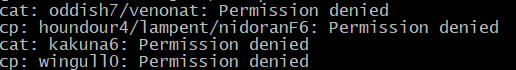 cat: oddish7/venonat: Permission denied
cp: houndour4/lampent/nidoranF6: Permission denied
cat: kakuna6: Permission denied
cp: wingull0: Permission denied